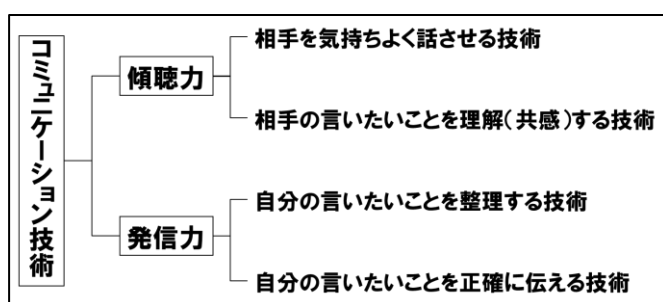 コミュニケーション技術
傾聴力
相手を気持ちよく話させる技術
相手の言いたいことを理解(共感)する技術
発信力
自分の言いたいことを整理する技術
自分の言いたいことを正確に伝える技術